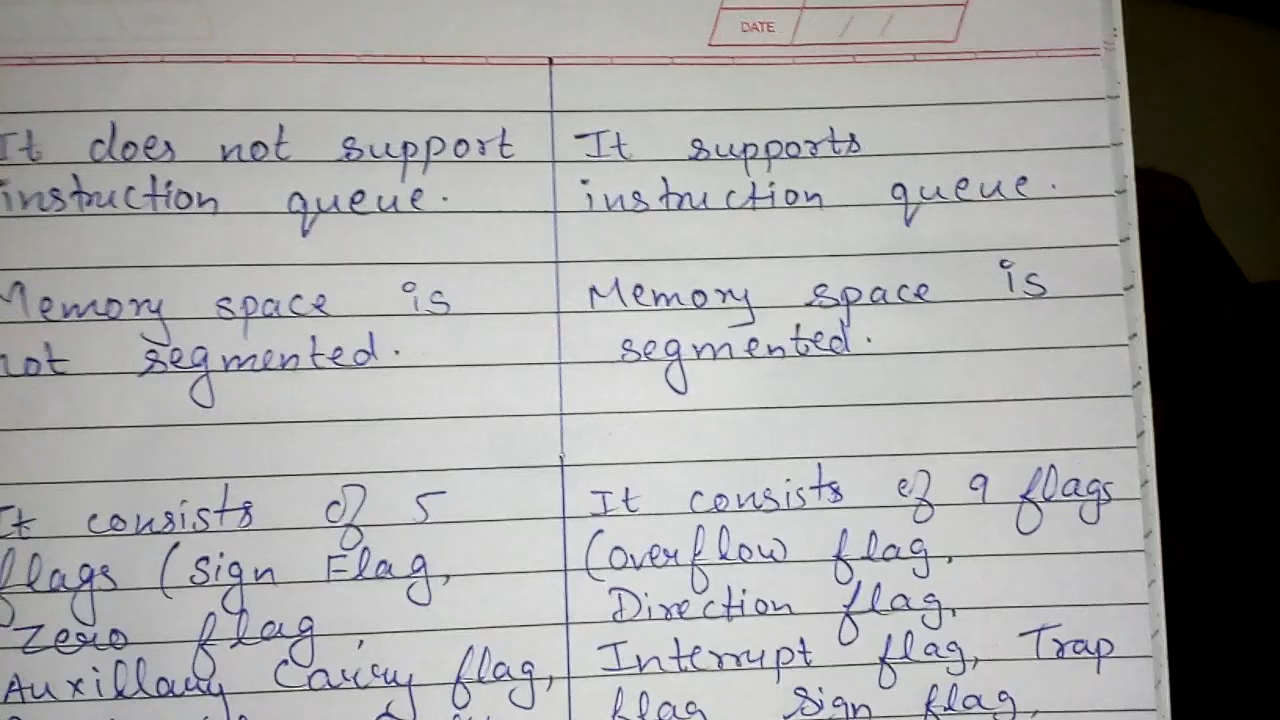 DATE / /
It does not support
instruction queue.
Memory space is
not segmented.
It consists of 5
flags (sign Flag,
Zero flag,
Auxillary Carry flag,
It supports
instruction queue.
Memory space is
segmented.
It consists of 9 flags
(overflow flag,
Direction flag,
Interrupt flag, Trap
flag sign flag,